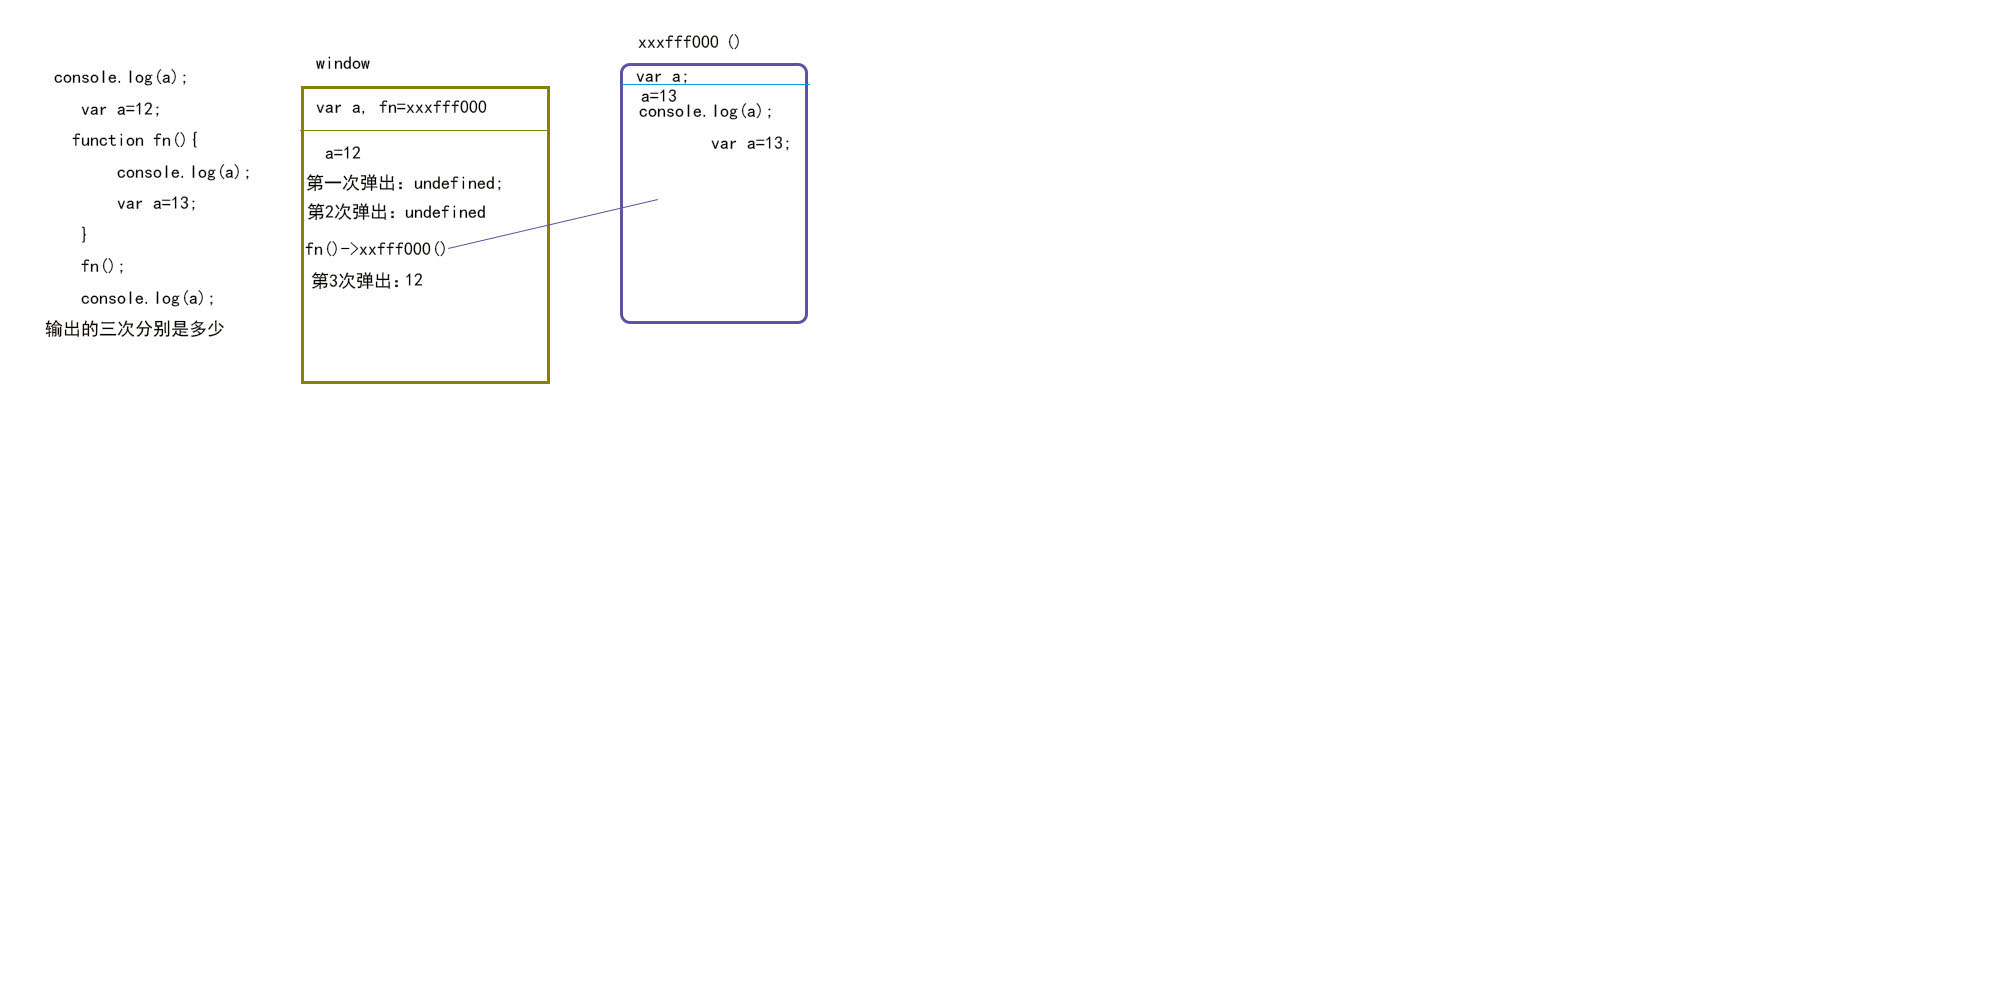 console.log(a);
var a=12;
function fn(){
console.log(a);
var a=13;
}
fn();
console.log(a);
输出的三次分别是多少
window
var a, fn=xxxfff000
a=12
第一次弹出：undefined;
第2次弹出：undefined
fn()->xxfff000()
第3次弹出：12
xxxfff000 ()
var a;
a=13
console.log(a);
var a=13;